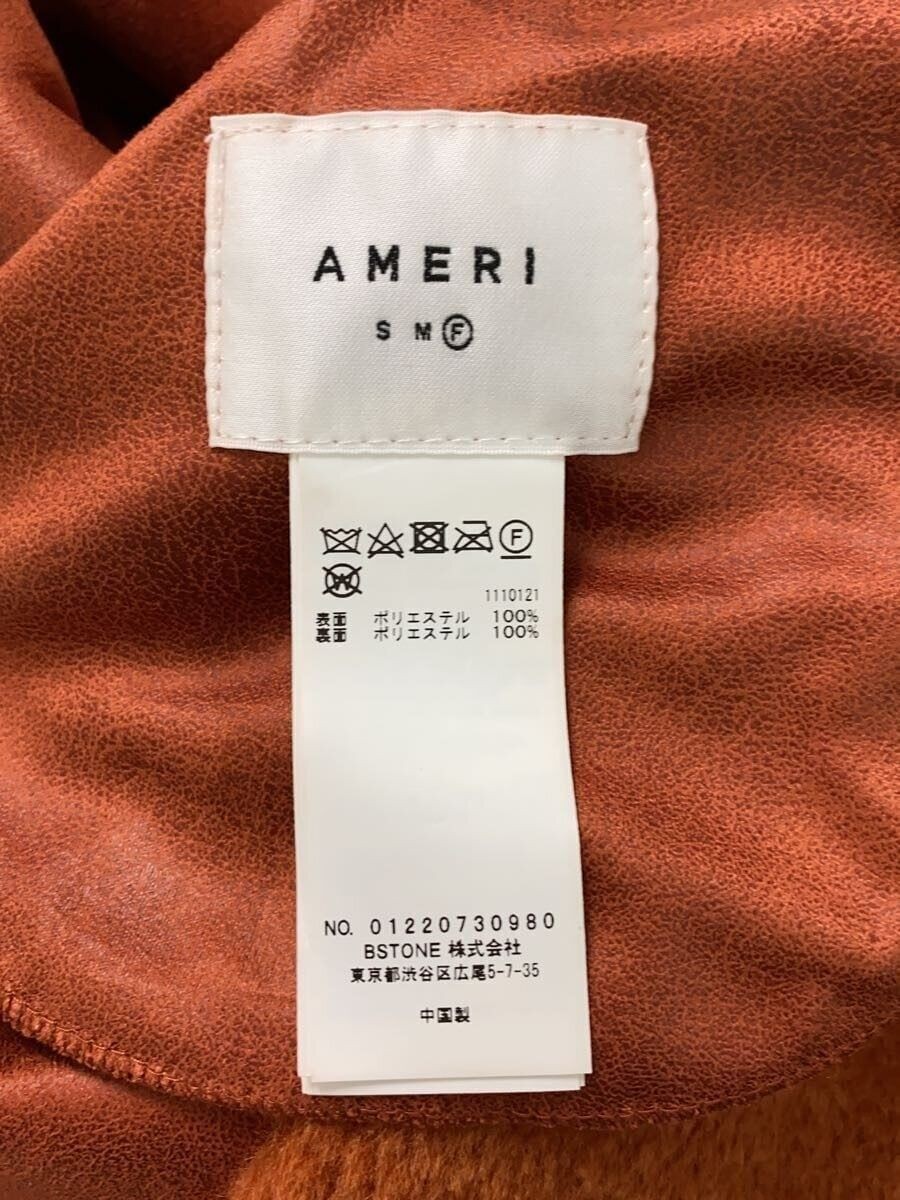 AMERI
S M F
F
W
1110121
表面 ポリエステル 100%
裏面 ポリエステル 100%
NO. 01220730980
BSTONE 株式会社
東京都渋谷区広尾5-7-35
中国製